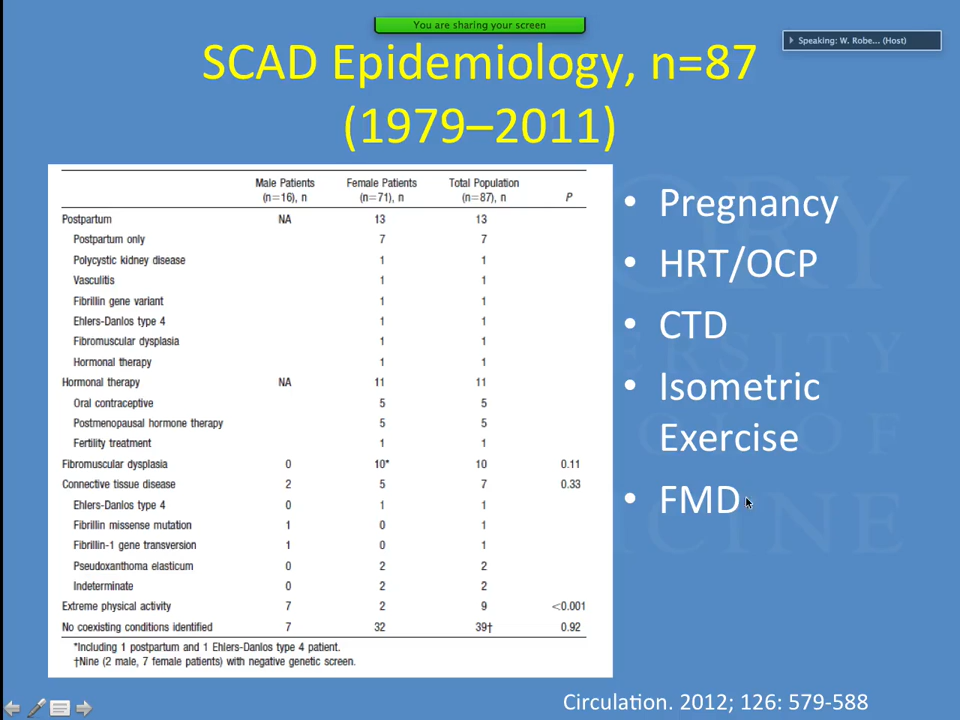 You are sharing your screen
Speaking: W. Robe... (Host)
SCAD Epidemiology, n=87
(1979–2011)
Male Patients (n=16), n Female Patients (n=71), n Total Population (n=87), n P
Postpartum NA 13 13
Postpartum only 7 7
Polycystic kidney disease 1 1
Vasculitis 1 1
Fibrillin gene variant 1 1
Ehlers-Danlos type 4 1 1
Fibromuscular dysplasia 1 1
Hormonal therapy 1 1
Hormonal therapy NA 11 11
Oral contraceptive 5 5
Postmenopausal hormone therapy 5 5
Fertility treatment 1 1
Fibromuscular dysplasia 0 10* 10 0.11
Connective tissue disease 2 5 7 0.33
Ehlers-Danlos type 4 0 1 1
Fibrillin missense mutation 1 0 1
Fibrillin-1 gene transversion 1 0 1
Pseudoxanthoma elasticum 0 2 2
Indeterminate 0 2 2
Extreme physical activity 7 2 9 <0.001
No coexisting conditions identified 7 32 39† 0.92
*Including 1 postpartum and 1 Ehlers-Danlos type 4 patient.
†Nine (2 male, 7 female patients) with negative genetic screen.
• Pregnancy
• HRT/OCP
• CTD
• Isometric
Exercise
• FMD
Circulation. 2012; 126: 579-588